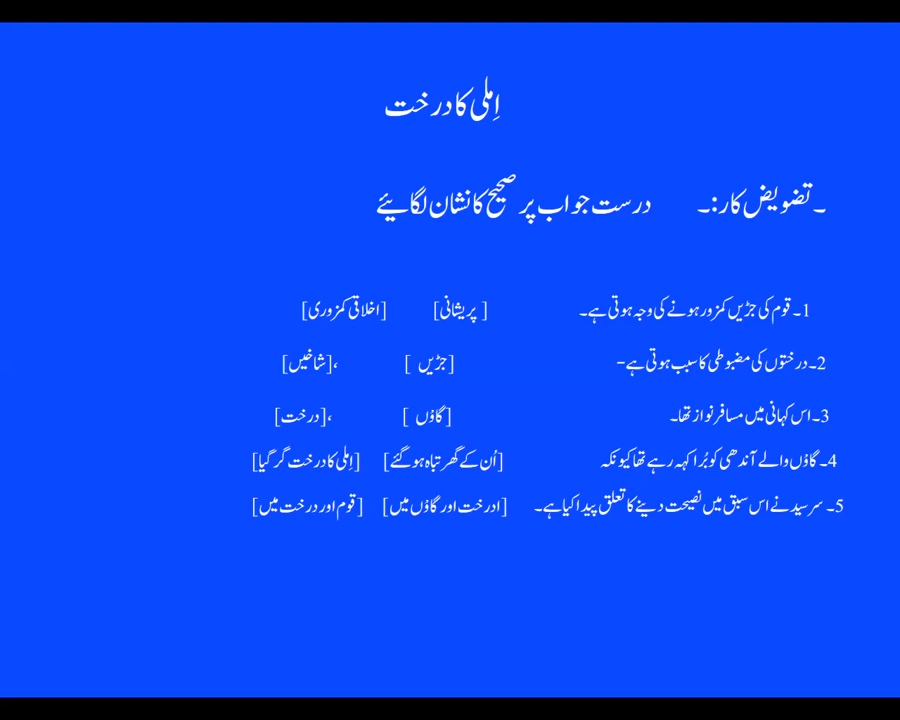 اِملی کا درخت
۔تضویض کار:۔ درست جواب پر صحیح کا نشان لگایئے
1۔ قوم کی جڑیں کمزور ہونے کی وجہ ہوتی ہے۔ [ پریشانی] [اخلاقی کمزوری]
2۔درختوں کی مضبوطی کا سبب ہوتی ہے- [جڑیں ] ،[شاخیں]
3۔اس کہانی میں مسافر نواز تھا۔ [گاؤں ] ،[درخت]
4۔ گاؤں والے آندھی کو بُرا کہہ رہے تھا کیونکہ [اُن کے گھر تباہ ہو گئے] [اِملی کا درخت گر گیا]
5۔ سرسید نے اس سبق میں نصیحت دینے کا تعلق پیدا کیا ہے۔ [ادرخت اور گاؤں میں] [قوم اور درخت میں ]